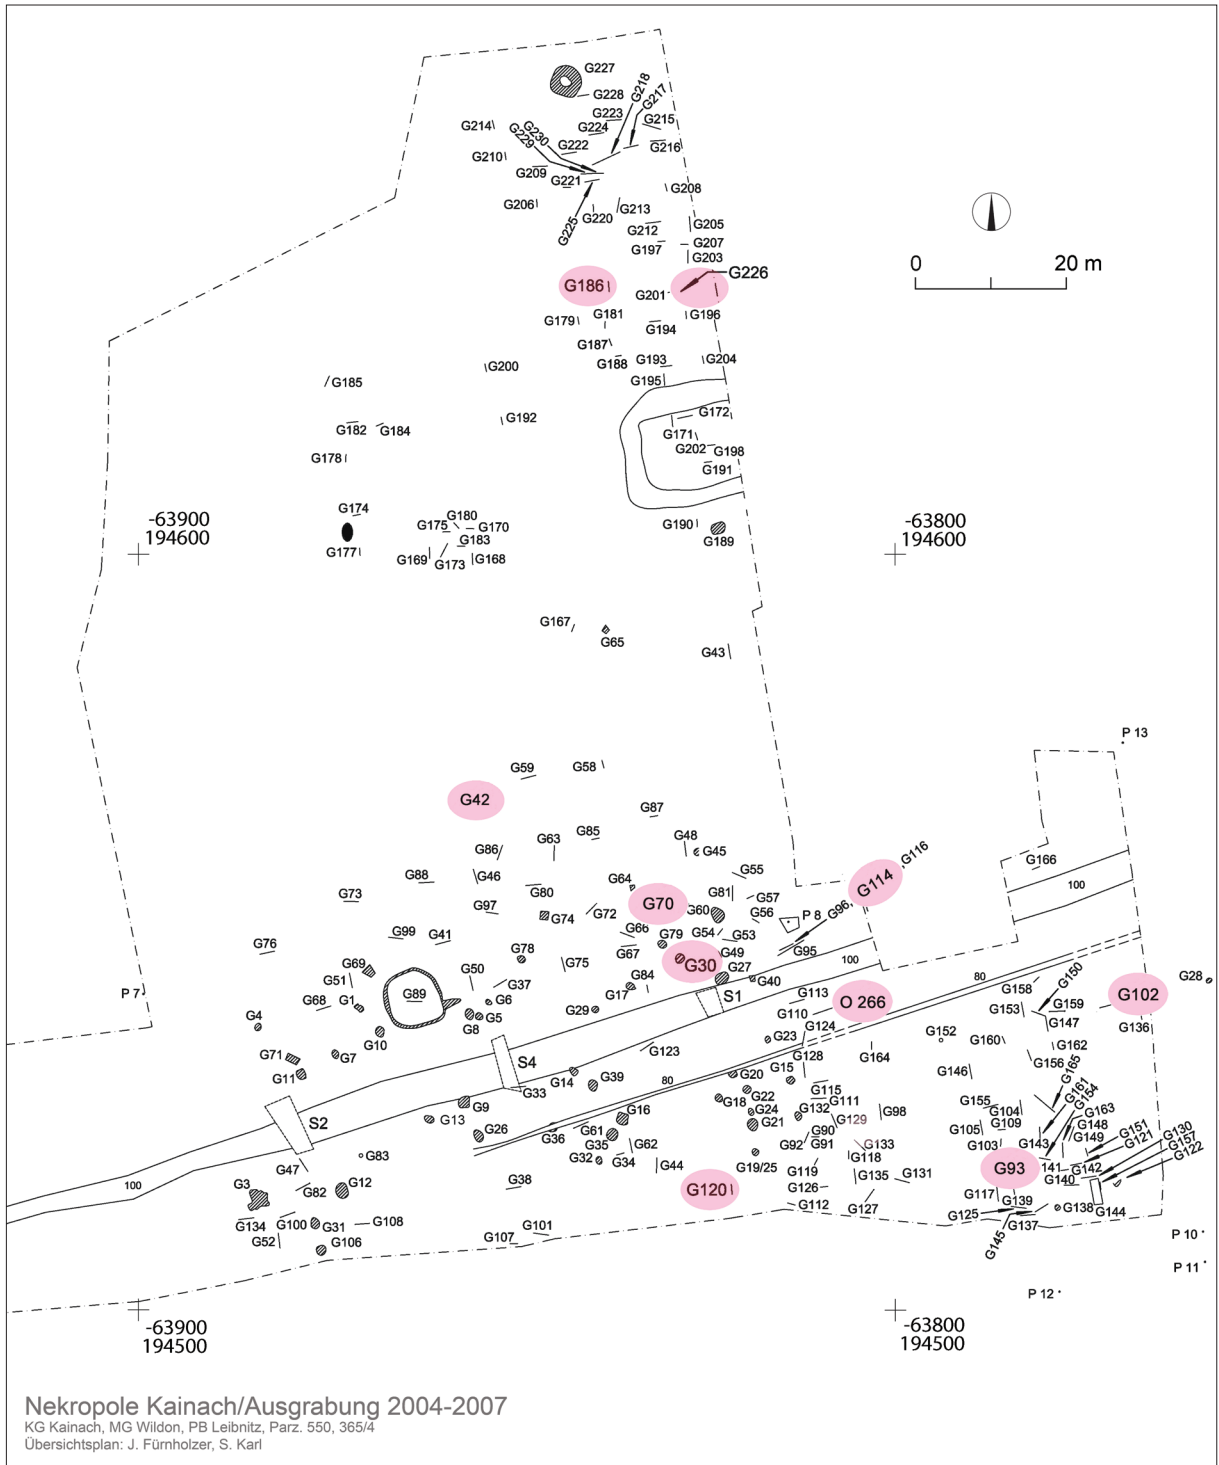 G227
G228
G218
G217
G223
G224
G215
G214
G230
G229
G222
G216
G210
G209
G221
G208
G206
G225
G220
G213
G205
G212
G197
G207
G203
0 20 m
G186
G226
G201
G181
G196
G179
G194
G187
G188
G193
G204
G200
G195
G185
G192
G172
G182
G184
G171
G202
G198
G178
G191
G174
G180
G175
G170
G190
G189
G183
G177
G169
G173
G168
-63900
194600
-63800
194600
G167
G65
G43
P 13
G59
G58
G42
G87
G85
G63
G48
G45
G86
G116
G166
G46
G88
G55
G64
G114
G81
G80
G73
G57
G70
G60
G97
G74
G72
G56
P 8
G96,
G66
G99
G41
G79
G54
G53
G76
G78
G67
G49
G95
G75
G30
G27
100
100
80
G69
G51
G50
G37
G84
G40
G150
G28
P 7
G68
G1
G89
G6
G17
S1
G113
O 266
G158
G102
G4
G8
G5
G29
G110
G153
G159
G147
G136
G10
G23
G124
G152
G71
G7
S4
G123
G128
G164
G160
G162
G156
G11
G14
G39
80
G20
G15
G146
G165
G33
G22
G115
G161
G154
G9
G18
G24
G111
G155
G104
G163
S2
G13
G16
G21
G132
G129
G98
G109
G148
G151
G130
G26
G36
G61
G35
G90
G105
G149
G121
G157
G122
G62
G92
G91
G133
G103
G143
G83
G32
G34
G44
G19/25
G118
G93
141
G142
G47
G119
G135
G131
G140
100
G3
G82
G12
G38
G120
G126
G117
G139
G134
G100
G31
G108
G112
G127
G125
G138
G144
G52
G106
G107
G101
G145
G137
P 10
P 11
P 12
-63900
194500
-63800
194500
Nekropole Kainach/Ausgrabung 2004-2007
KG Kainach, MG Wildon, PB Leibnitz, Parz. 550, 365/4
Übersichtsplan: J. Fürnholzer, S. Karl